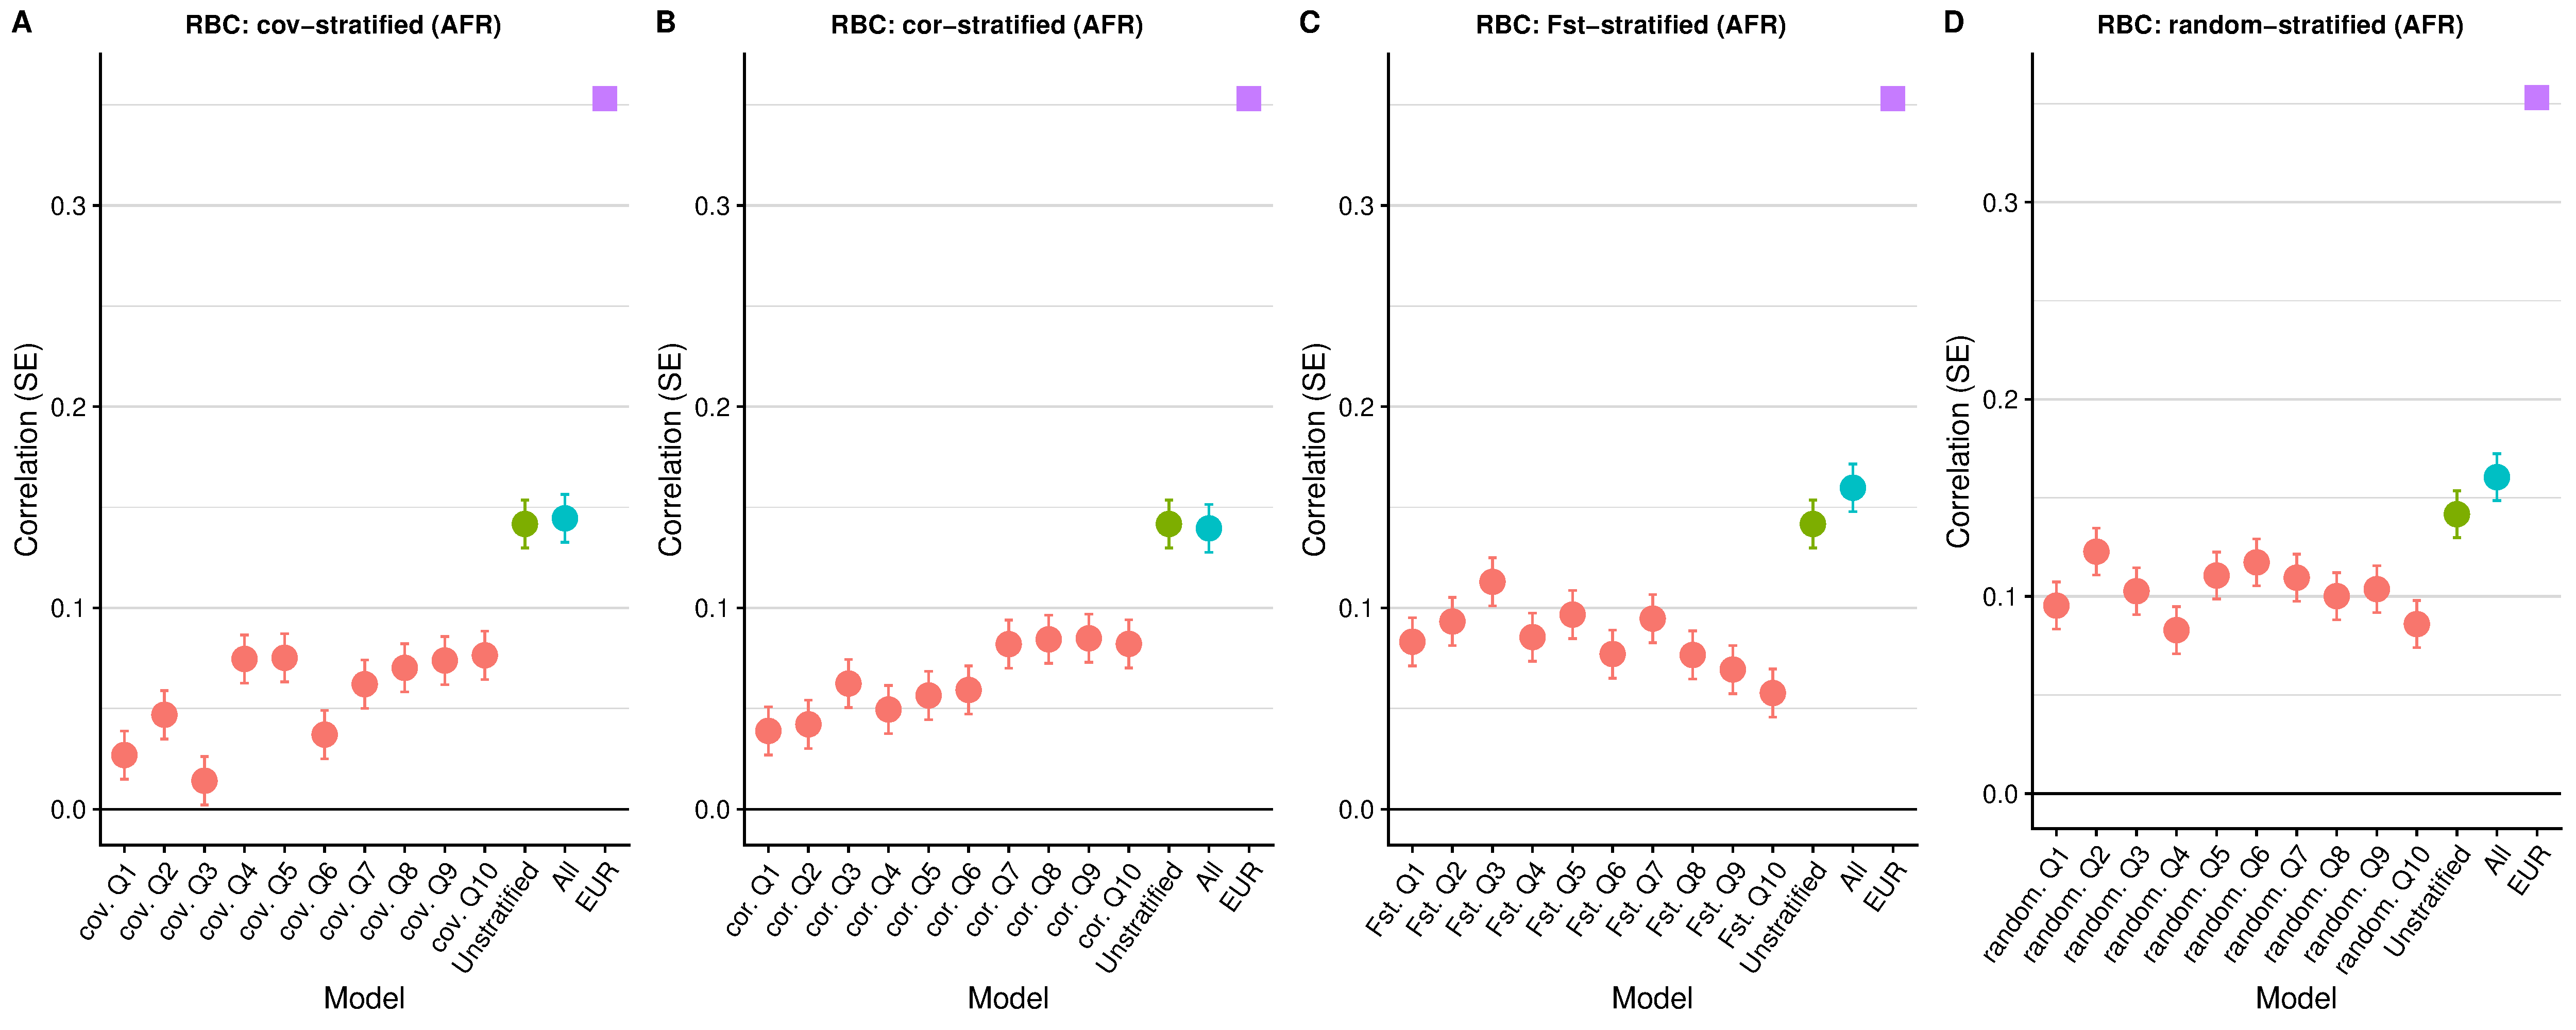 A
RBC: cov−stratified (AFR)
Correlation (SE)
0.3
0.2
0.1
0.0
cov. Q1
cov. Q2
cov. Q3
cov. Q4
cov. Q5
cov. Q6
cov. Q7
cov. Q8
cov. Q9
cov. Q10
Unstratified
All
EUR
Model
B
RBC: cor−stratified (AFR)
Correlation (SE)
0.3
0.2
0.1
0.0
cor. Q1
cor. Q2
cor. Q3
cor. Q4
cor. Q5
cor. Q6
cor. Q7
cor. Q8
cor. Q9
cor. Q10
Unstratified
All
EUR
Model
C
RBC: Fst−stratified (AFR)
Correlation (SE)
0.3
0.2
0.1
0.0
Fst. Q1
Fst. Q2
Fst. Q3
Fst. Q4
Fst. Q5
Fst. Q6
Fst. Q7
Fst. Q8
Fst. Q9
Fst. Q10
Unstratified
All
EUR
Model
D
RBC: random−stratified (AFR)
Correlation (SE)
0.3
0.2
0.1
0.0
random. Q1
random. Q2
random. Q3
random. Q4
random. Q5
random. Q6
random. Q7
random. Q8
random. Q9
random. Q10
Unstratified
All
EUR
Model